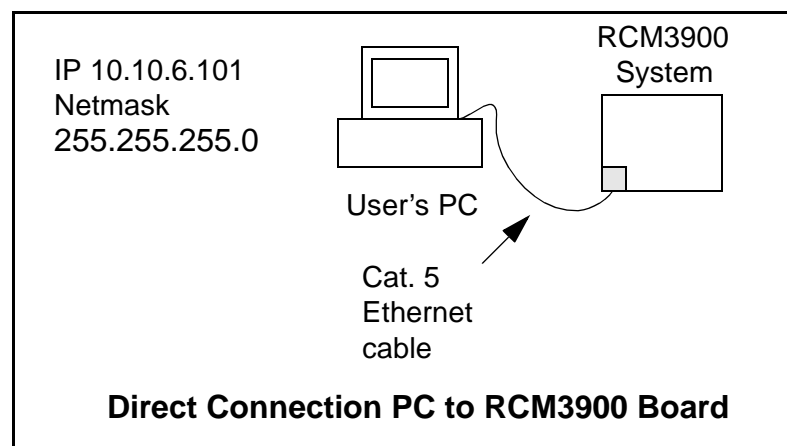 IP 10.10.6.101
Netmask
255.255.255.0
RCM3900
System
User's PC
Cat. 5
Ethernet
cable
Direct Connection PC to RCM3900 Board